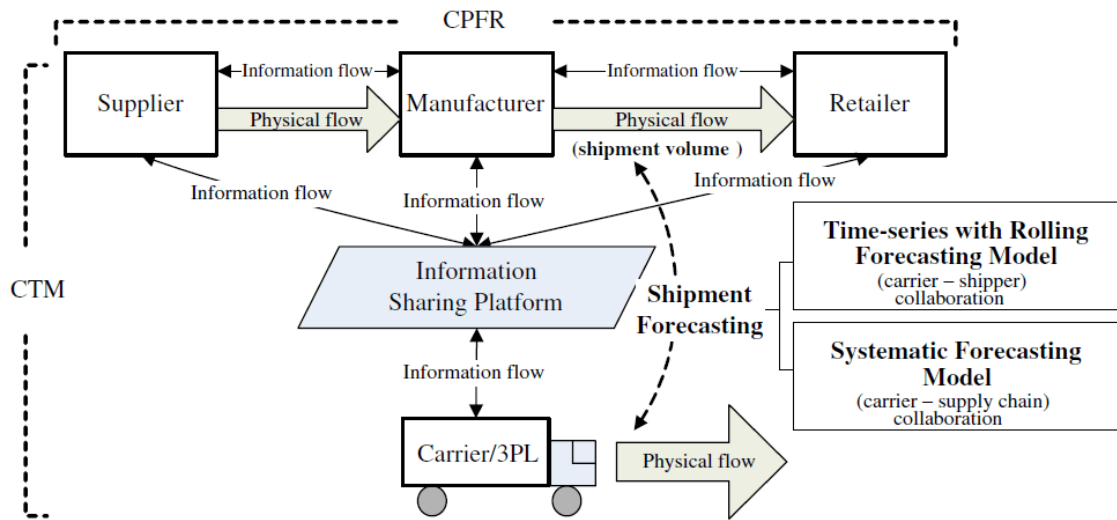 CPFR
Supplier
Information flow
Manufacturer
Information flow
Retailer
Physical flow
Physical flow
(shipment volume )
Information flow
Information flow
Information flow
CTM
Information
Sharing Platform
Shipment
Forecasting
Time-series with Rolling
Forecasting Model
(carrier – shipper)
collaboration
Systematic Forecasting
Model
(carrier – supply chain)
collaboration
Information flow
Carrier/3PL
Physical flow